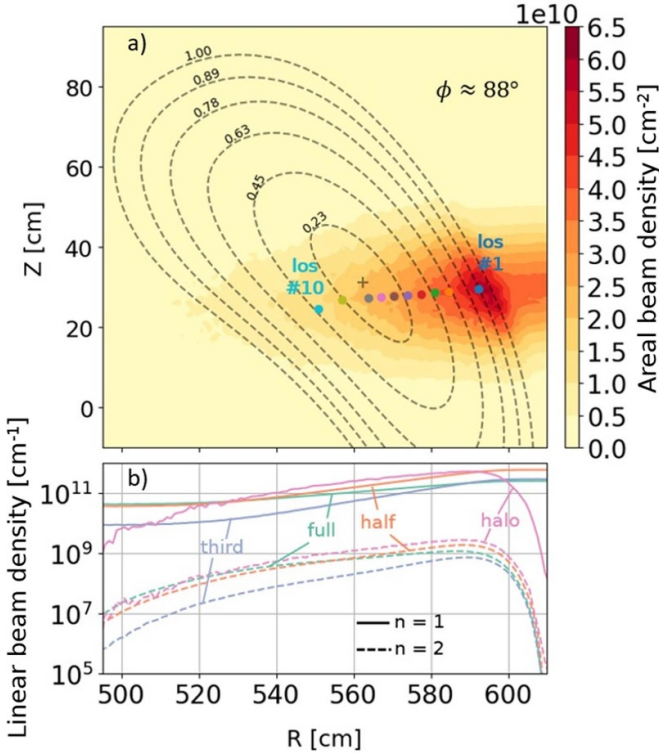 1e10
a)
ϕ ≈ 88°
1.00
0.89
0.78
0.63
0.45
0.23
los
#1
los
#10
80
60
40
20
0
Z [cm]
6.5
6.0
5.5
5.0
4.5
4.0
3.5
3.0
2.5
2.0
1.5
1.0
0.5
0.0
Areal beam density [cm⁻²]
b)
Linear beam density [cm⁻¹]
10¹¹
10⁹
10⁷
10⁵
third
full
half
halo
n = 1
n = 2
500
520
540
560
580
600
R [cm]